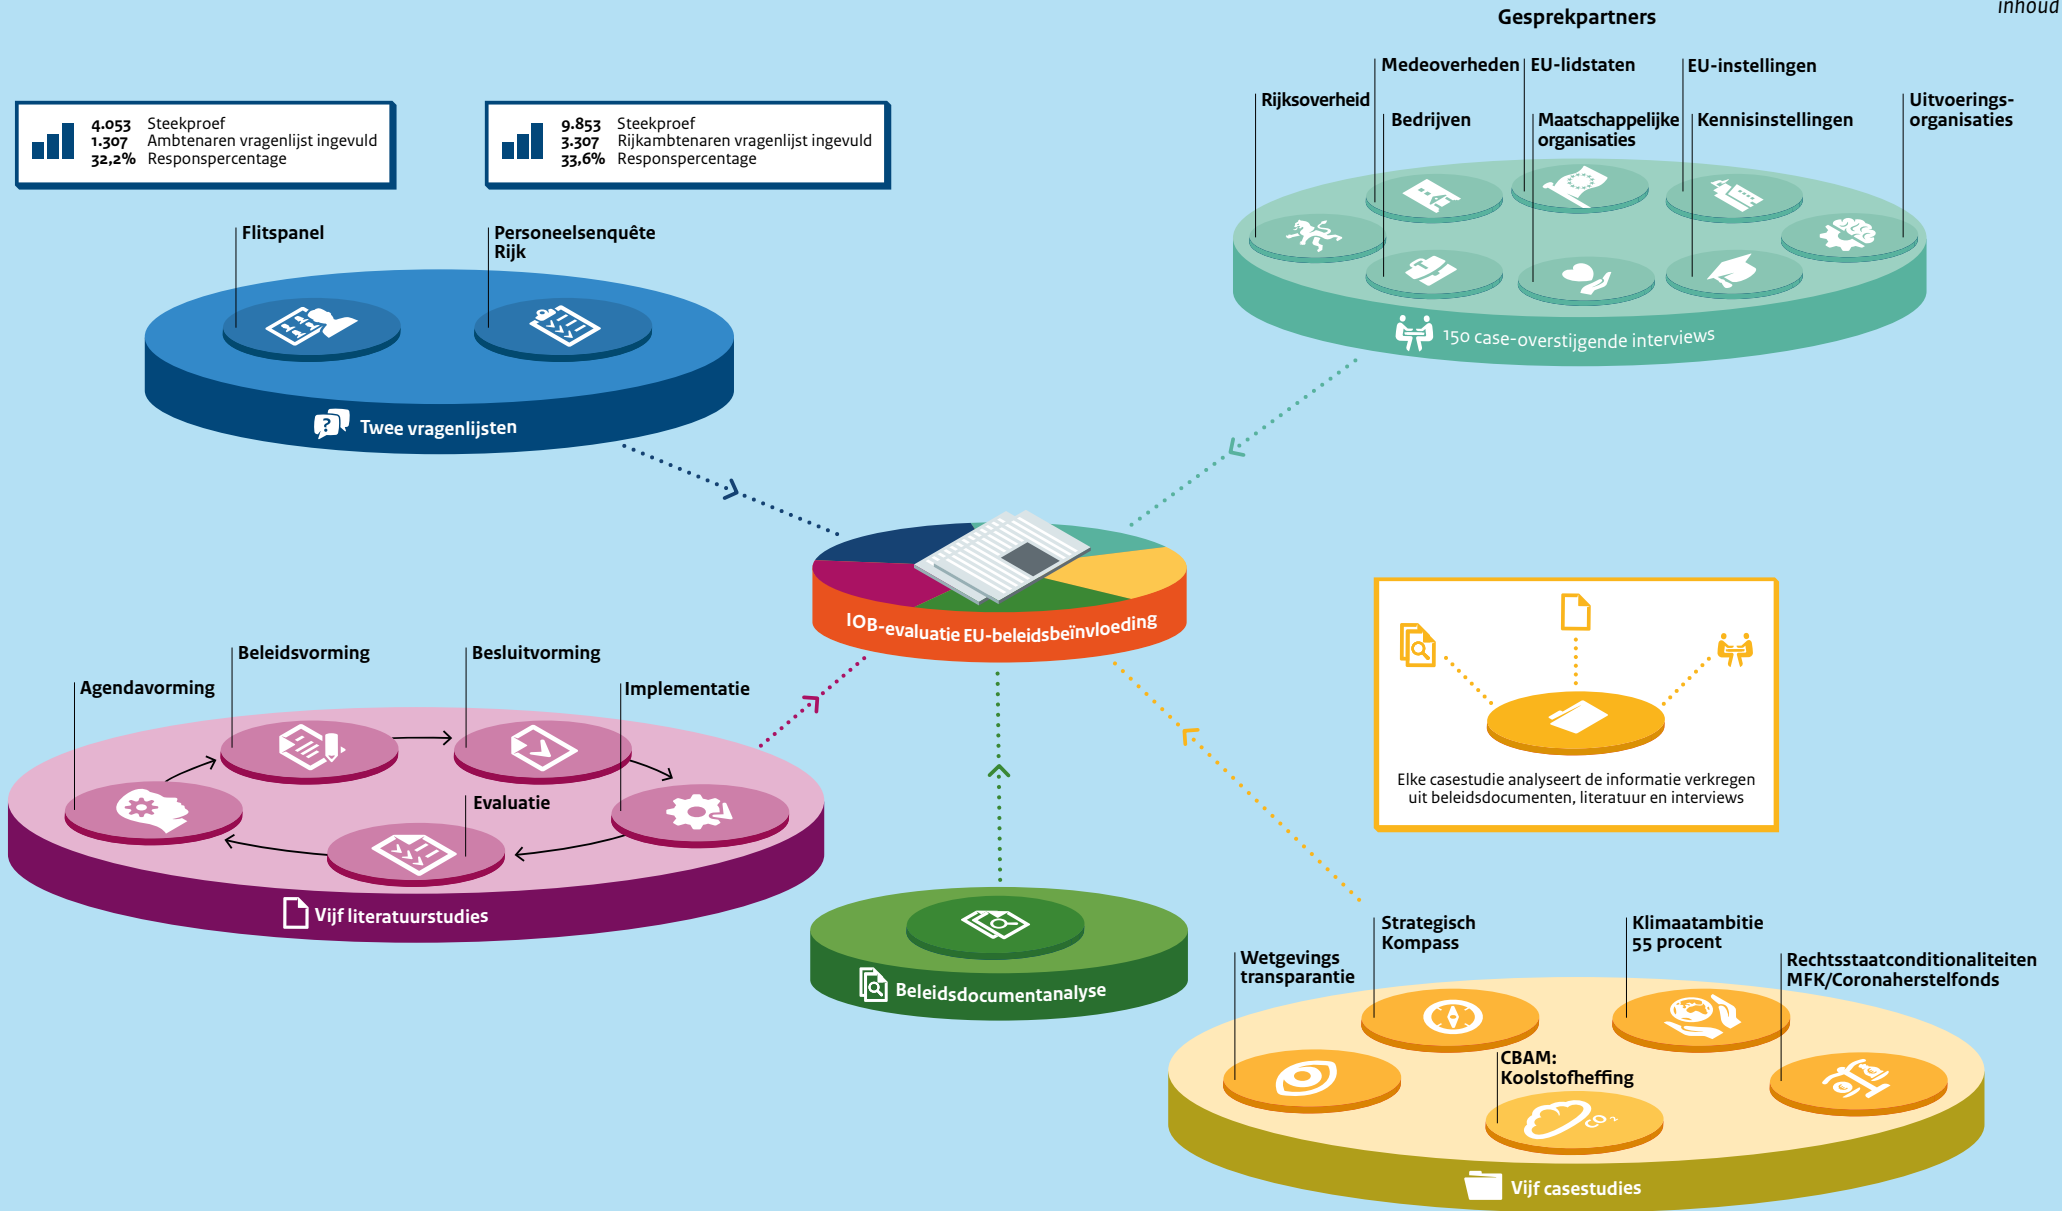 inhoud
Gesprekpartners
Medeoverheden
EU-lidstaten
EU-instellingen
Rijksoverheid
Bedrijven
Maatschappelijke
organisaties
Kennisinstellingen
Uitvoerings-
organisaties
150 case-overstijgende interviews
4.053 Steekproef
1.307 Ambtenaren vragenlijst ingevuld
32,2% Responspercentage
9.853 Steekproef
3.307 Rijkambtenaren vragenlijst ingevuld
33,6% Responspercentage
Flitspanel
Personeelsenquête
Rijk
?
Twee vragenlijsten
IOB-evaluatie EU-beleidsbeïnvloeding
Agendavorming
Beleidsvorming
Besluitvorming
Implementatie
Evaluatie
Vijf literatuurstudies
Beleidsdocumentanalyse
Elke casestudie analyseert de informatie verkregen
uit beleidsdocumenten, literatuur en interviews
Wetgevings
transparantie
Strategisch
Kompass
Klimaatambitie
55 procent
Rechtsstaatconditionaliteiten
MFK/Coronaherstelfonds
CBAM:
Koolstofheffing
CO2
Vijf casestudies